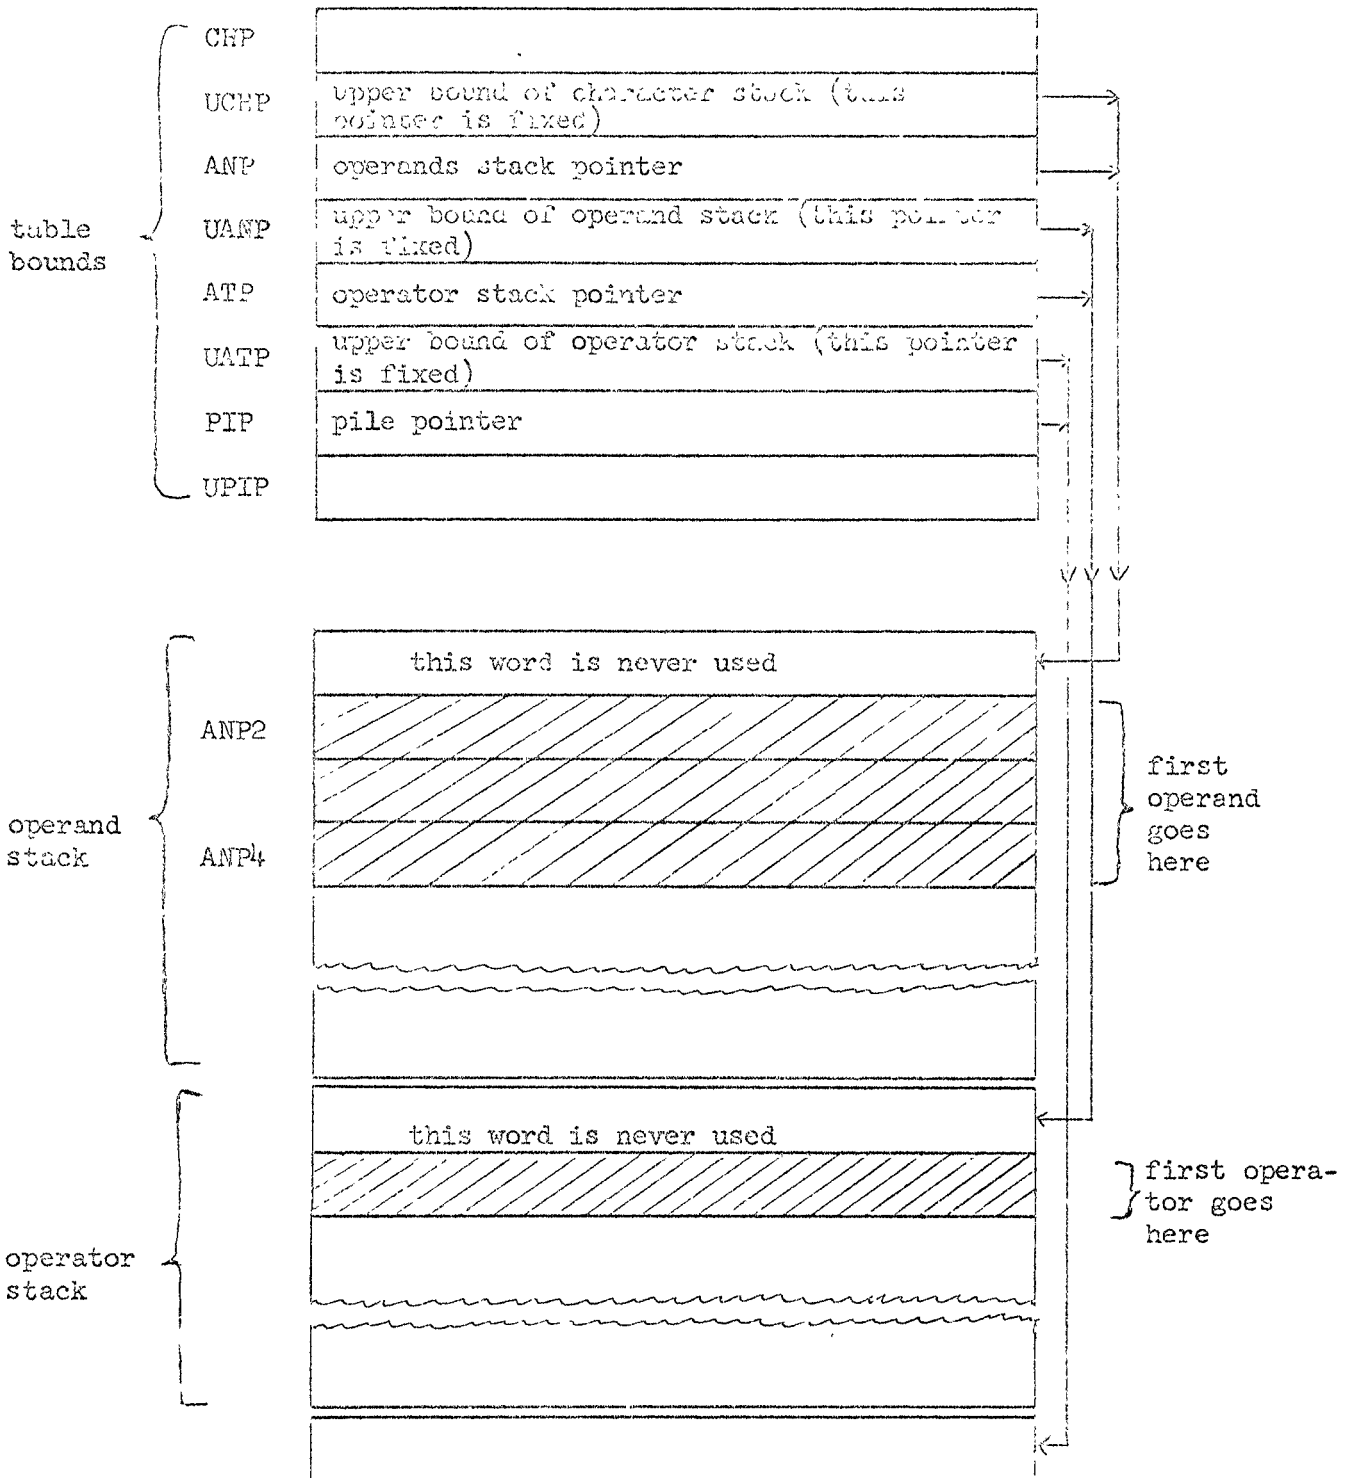 CHP
UCHP
upper bound of character stack (this
pointer is fixed)
ANP
operands stack pointer
table
bounds
UANP
upper bound of operand stack (this pointer
is fixed)
ATP
operator stack pointer
UATP
upper bound of operator stack (this pointer
is fixed)
PIP
pile pointer
UPIP
this word is never used
ANP2
operand
stack
ANP4
first
operand
goes
here
this word is never used
first opera-
tor goes
here
operator
stack